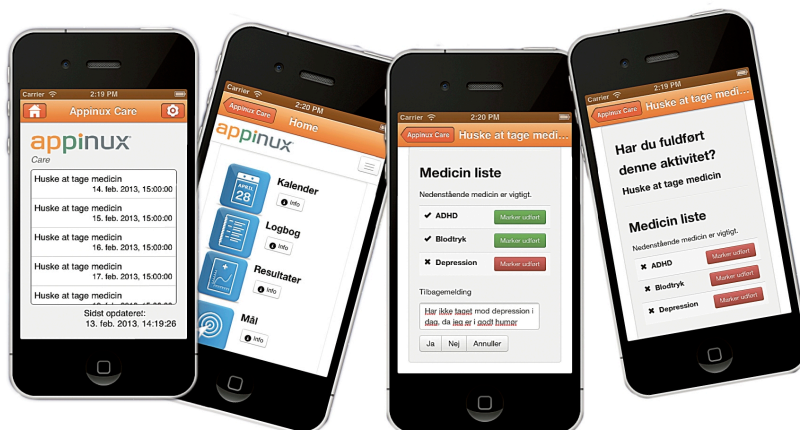 Carrier 2:19 PM
Appinux Care
appinux
Care
Huske at tage medicin
14. feb. 2013, 15:00:00
Huske at tage medicin
15. feb. 2013, 15:00:00
Huske at tage medicin
16. feb. 2013, 15:00:00
Huske at tage medicin
17. feb. 2013, 15:00:00
Huske at tage medicin
Sidst opdateret:
13. feb. 2013, 14:19:26
Carrier 2:20 PM
Appinux Care Home
appinux
APRIL
28
Kalender
Info
Logbog
Info
Resultater
Info
Mål
Info
Carrier 2:20 PM
Appinux Care Huske at tage medi...
Medicin liste
Nedenstående medicin er vigtigt.
ADHD Marker udført
Blodtryk Marker udført
Depression Marker udført
Tilbagemelding
Har ikke taget mod depression i
dag, da jeg er i godt humør
Ja Nej Annuller
Carrier 2:19 PM
Appinux Care Huske at tage medi...
Har du fuldført
denne aktivitet?
Huske at tage medicin
Medicin liste
Nedenstående medicin er vigtigt.
ADHD Marker udført
Blodtryk Marker udført
Depression Marker udført